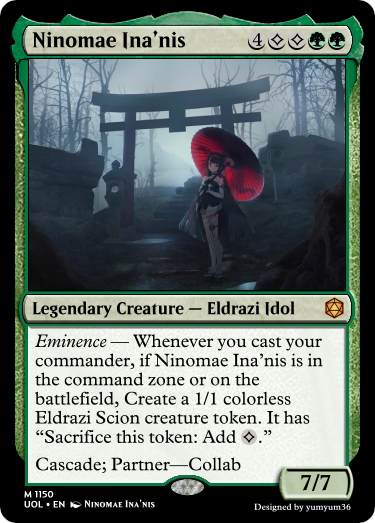 Ninomae Ina'nis 4
Legendary Creature — Eldrazi Idol
Eminence — Whenever you cast your
commander, if Ninomae Ina'nis is in
the command zone or on the
battlefield, Create a 1/1 colorless
Eldrazi Scion creature token. It has
“Sacrifice this token: Add .”
Cascade; Partner—Collab
7/7
M 1150
UOL • EN Ninomae Ina'nis
Designed by yumyum36